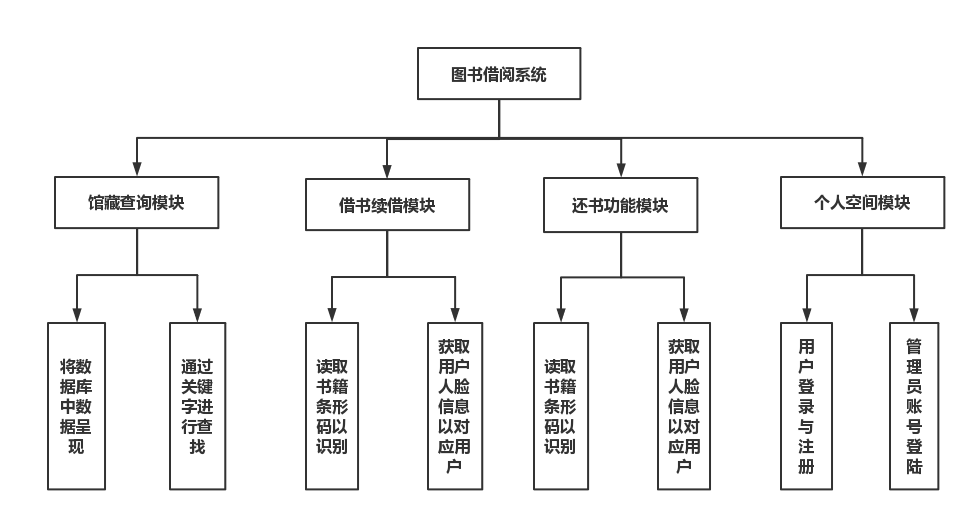 图书借阅系统
馆藏查询模块
借书续借模块
还书功能模块
个人空间模块
将数
据库
中数
据呈
现
通过
关键
字进
行查
找
读取
书籍
条形
码以
识别
获取
用户
人脸
信息
以对
应用
户
读取
书籍
条形
码以
识别
获取
用户
人脸
信息
以对
应用
户
用
户
登
录
与
注
册
管
理
员
账
号
登
陆